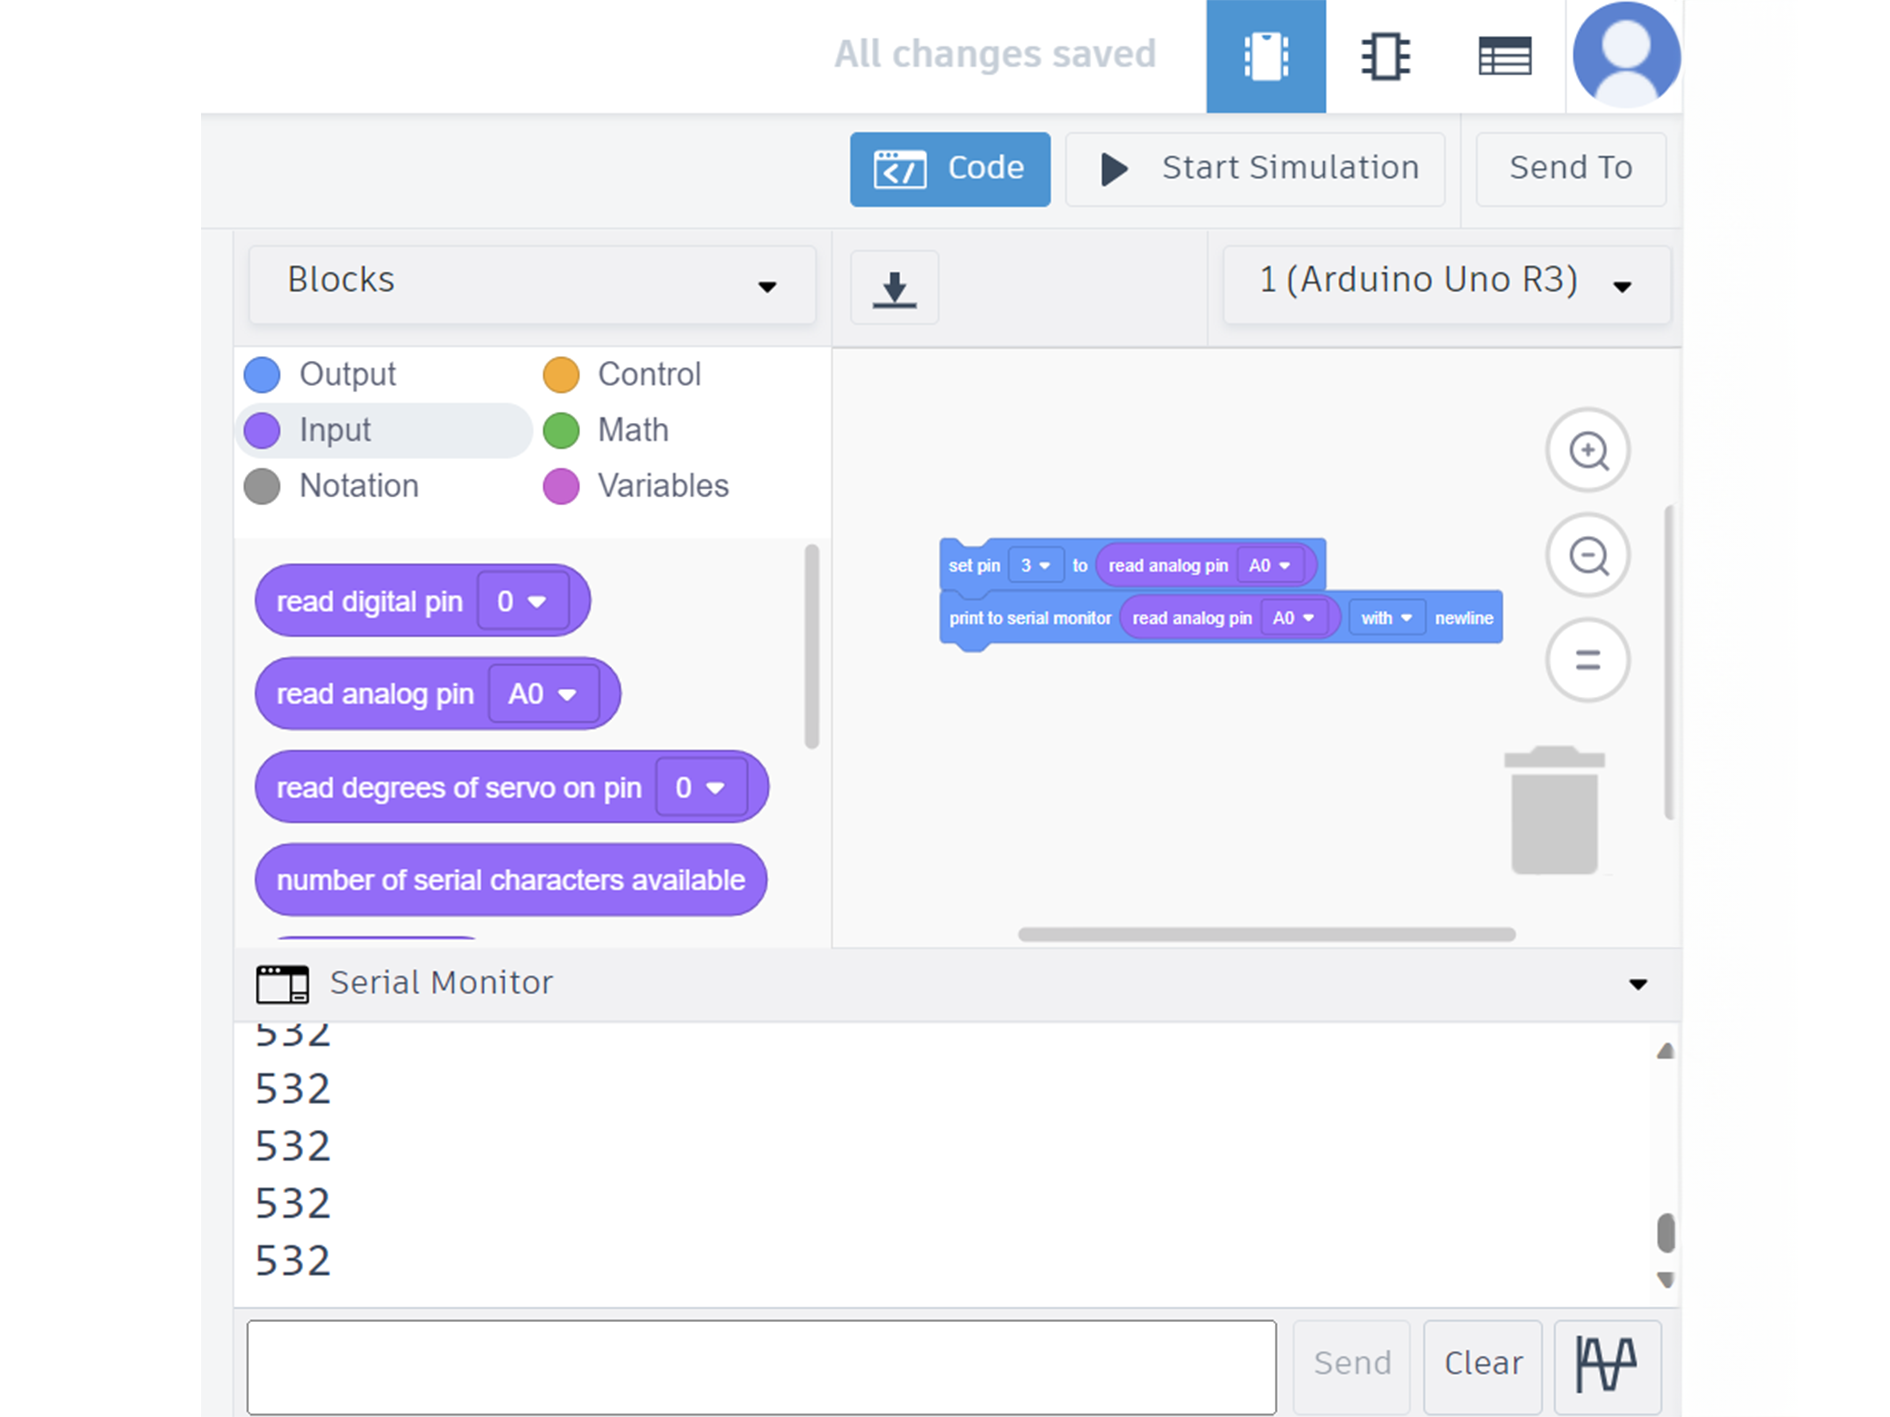 All changes saved
Code
Start Simulation
Send To
Blocks
1 (Arduino Uno R3)
Output
Control
Input
Math
Notation
Variables
read digital pin 0
read analog pin A0
read degrees of servo on pin 0
number of serial characters available
set pin 3 to read analog pin A0
print to serial monitor read analog pin A0 with newline
Serial Monitor
532
532
532
532
532
Send
Clear